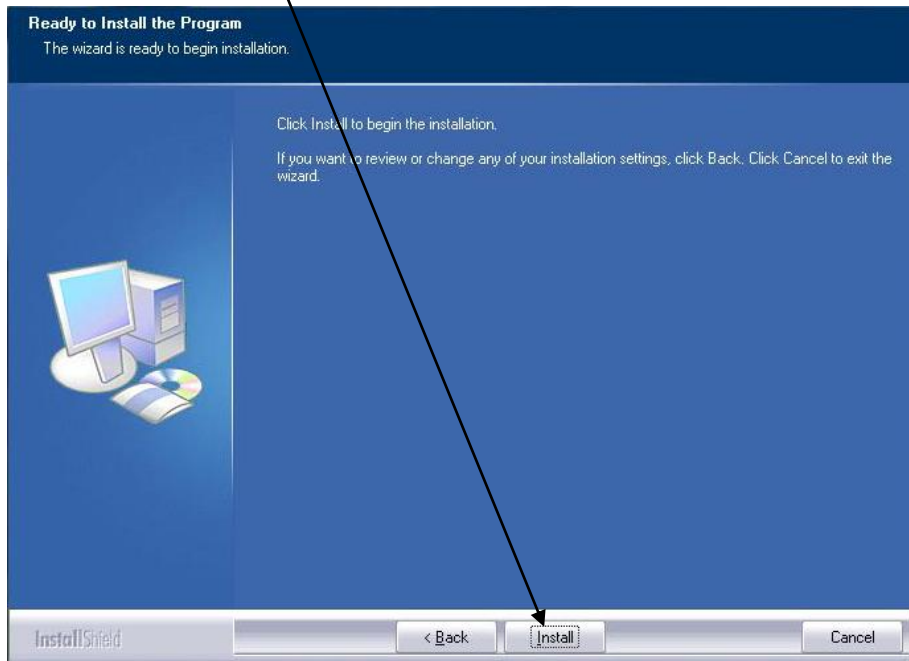 Ready to Install the Program
The wizard is ready to begin installation.
Click Install to begin the installation.
If you want to review or change any of your installation settings, click Back. Click Cancel to exit the
wizard.
InstallShield
< Back
Install
Cancel